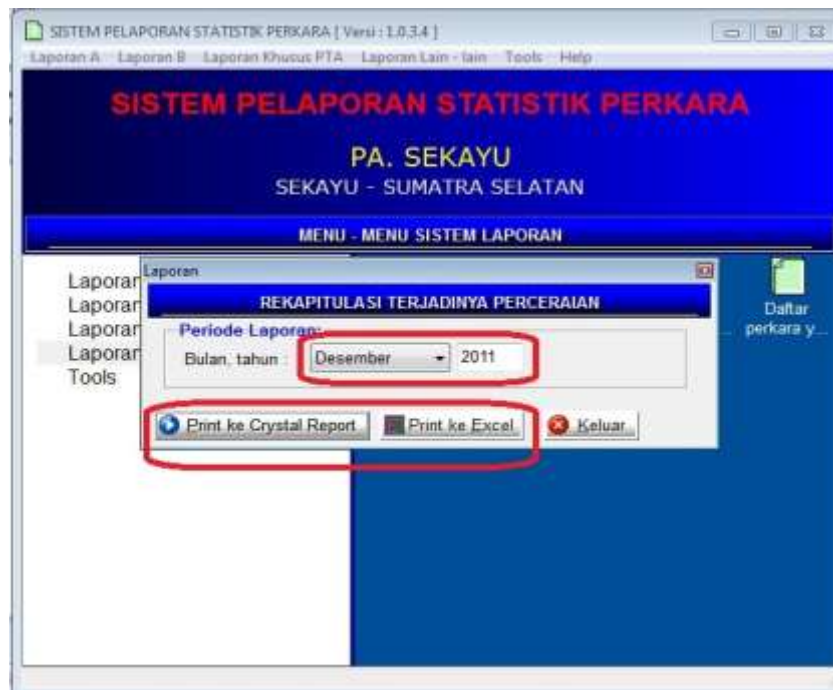 SISTEM PELAPORAN STATISTIK PERKARA [ Versi : 1.0.3.4 ]
Laporan A Laporan B Laporan Khusus PTA Laporan Lain - lain Tools Help
SISTEM PELAPORAN STATISTIK PERKARA
PA. SEKAYU
SEKAYU - SUMATRA SELATAN
MENU - MENU SISTEM LAPORAN
Laporan
Laporan
Laporan
Laporan
Tools
Laporan
REKAPITULASI TERJADINYA PERCERAIAN
Periode Laporan:
Bulan, tahun : Desember 2011
Print ke Crystal Report Print ke Excel Keluar
Daftar
perkara y...